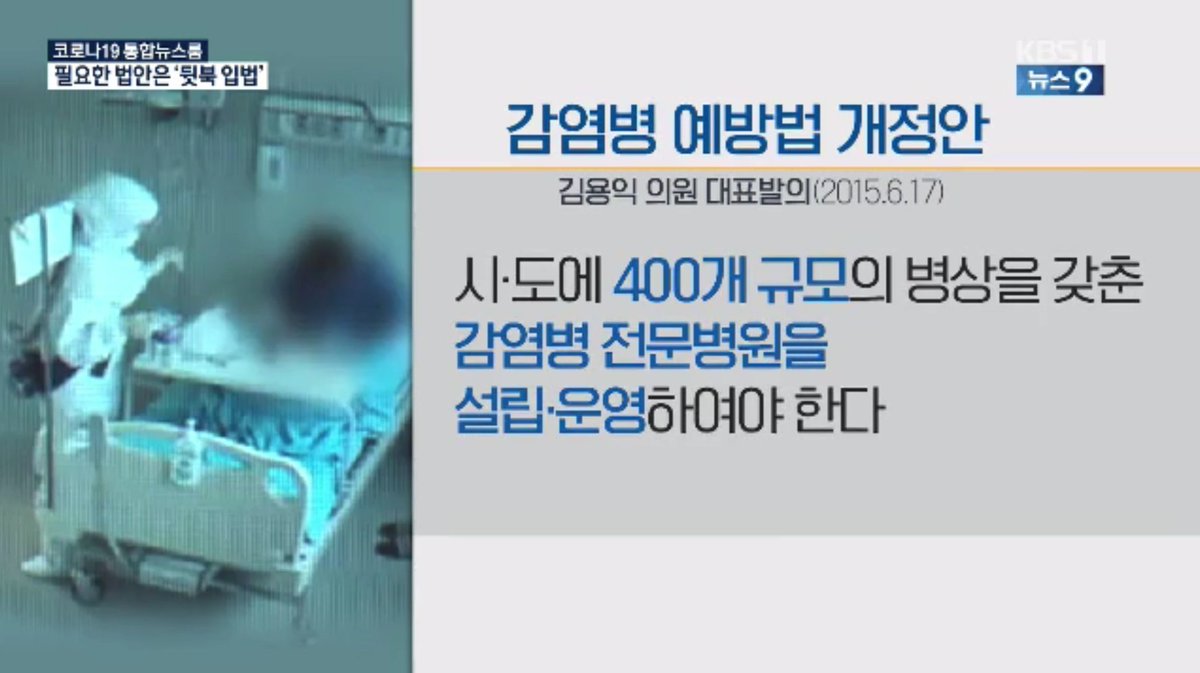 코로나19 통합뉴스룸
필요한 법안은 ‘뒷북 입법’
KBS 1
뉴스 9
감염병 예방법 개정안
김용익 의원 대표발의(2015.6.17)
시·도에 400개 규모의 병상을 갖춘
감염병 전문병원을
설립·운영하여야 한다